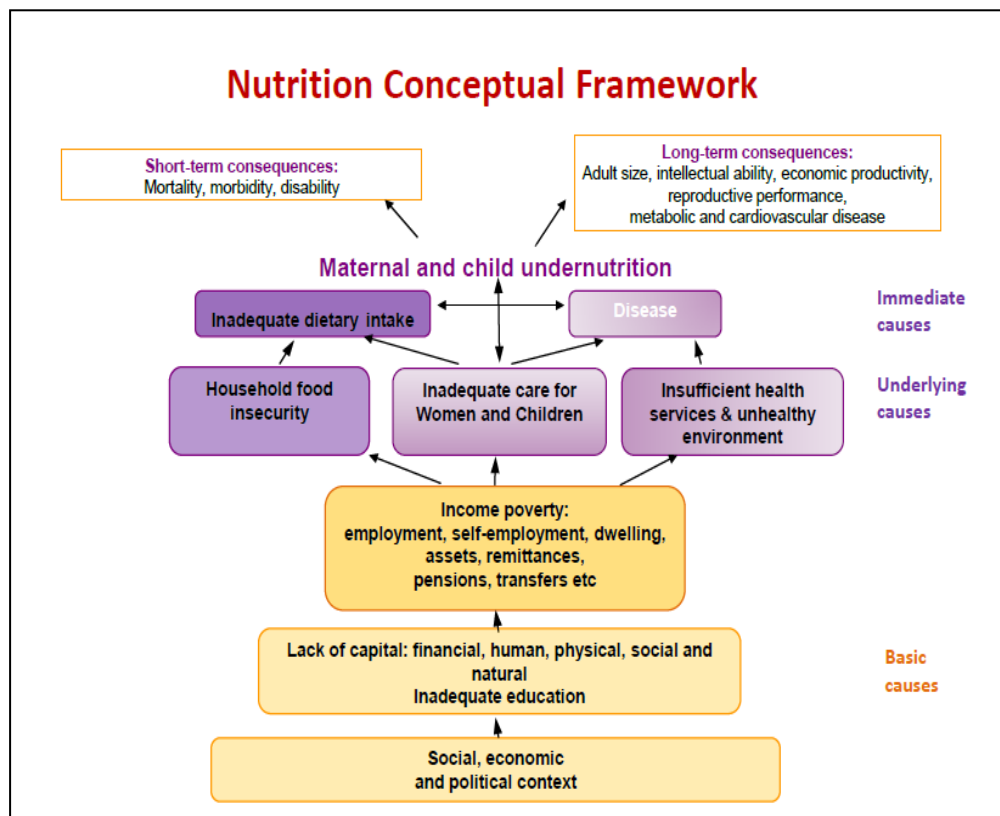 Nutrition Conceptual Framework
Short-term consequences:
Mortality, morbidity, disability
Long-term consequences:
Adult size, intellectual ability, economic productivity,
reproductive performance,
metabolic and cardiovascular disease
Maternal and child undernutrition
Inadequate dietary intake
Disease
Immediate
causes
Household food
insecurity
Inadequate care for
Women and Children
Insufficient health
services & unhealthy
environment
Underlying
causes
Income poverty:
employment, self-employment, dwelling,
assets, remittances,
pensions, transfers etc
Lack of capital: financial, human, physical, social and
natural
Inadequate education
Basic
causes
Social, economic
and political context